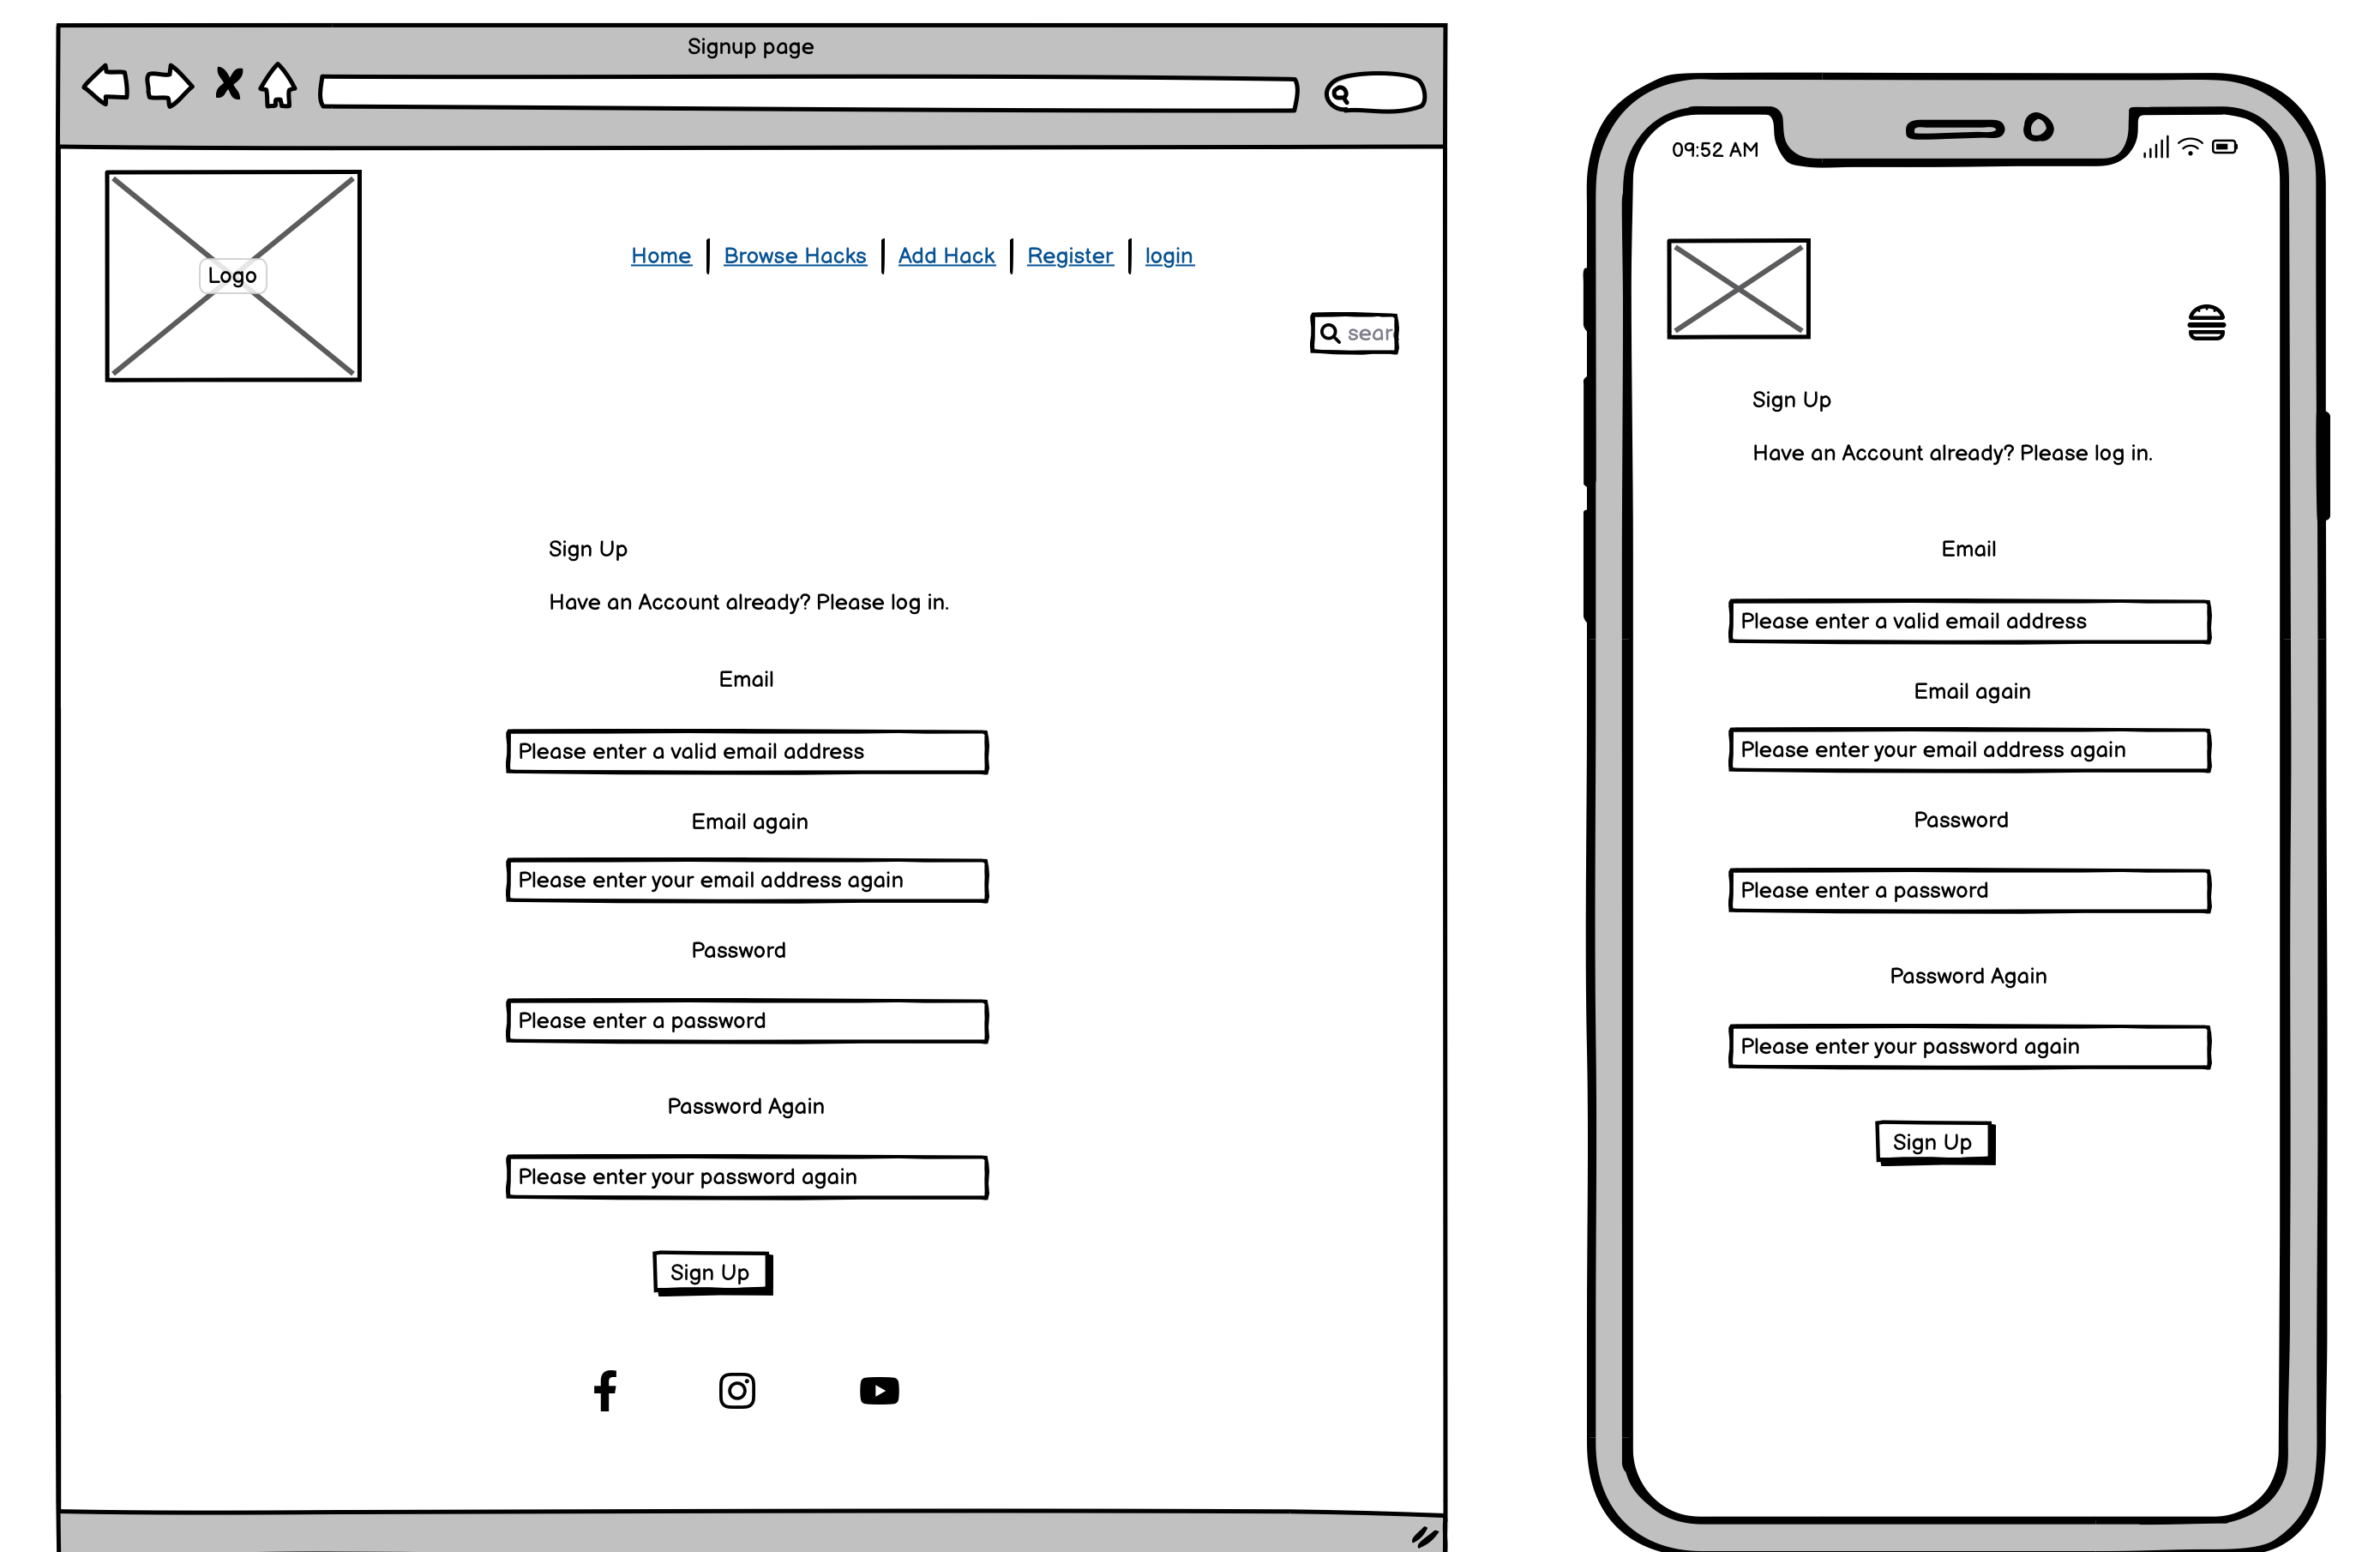 Signup page
Logo
Home Browse Hacks Add Hack Register login
sear
Sign Up
Have an Account already? Please log in.
Email
Please enter a valid email address
Email again
Please enter your email address again
Password
Please enter a password
Password Again
Please enter your password again
Sign Up
09:52 AM
Sign Up
Have an Account already? Please log in.
Email
Please enter a valid email address
Email again
Please enter your email address again
Password
Please enter a password
Password Again
Please enter your password again
Sign Up